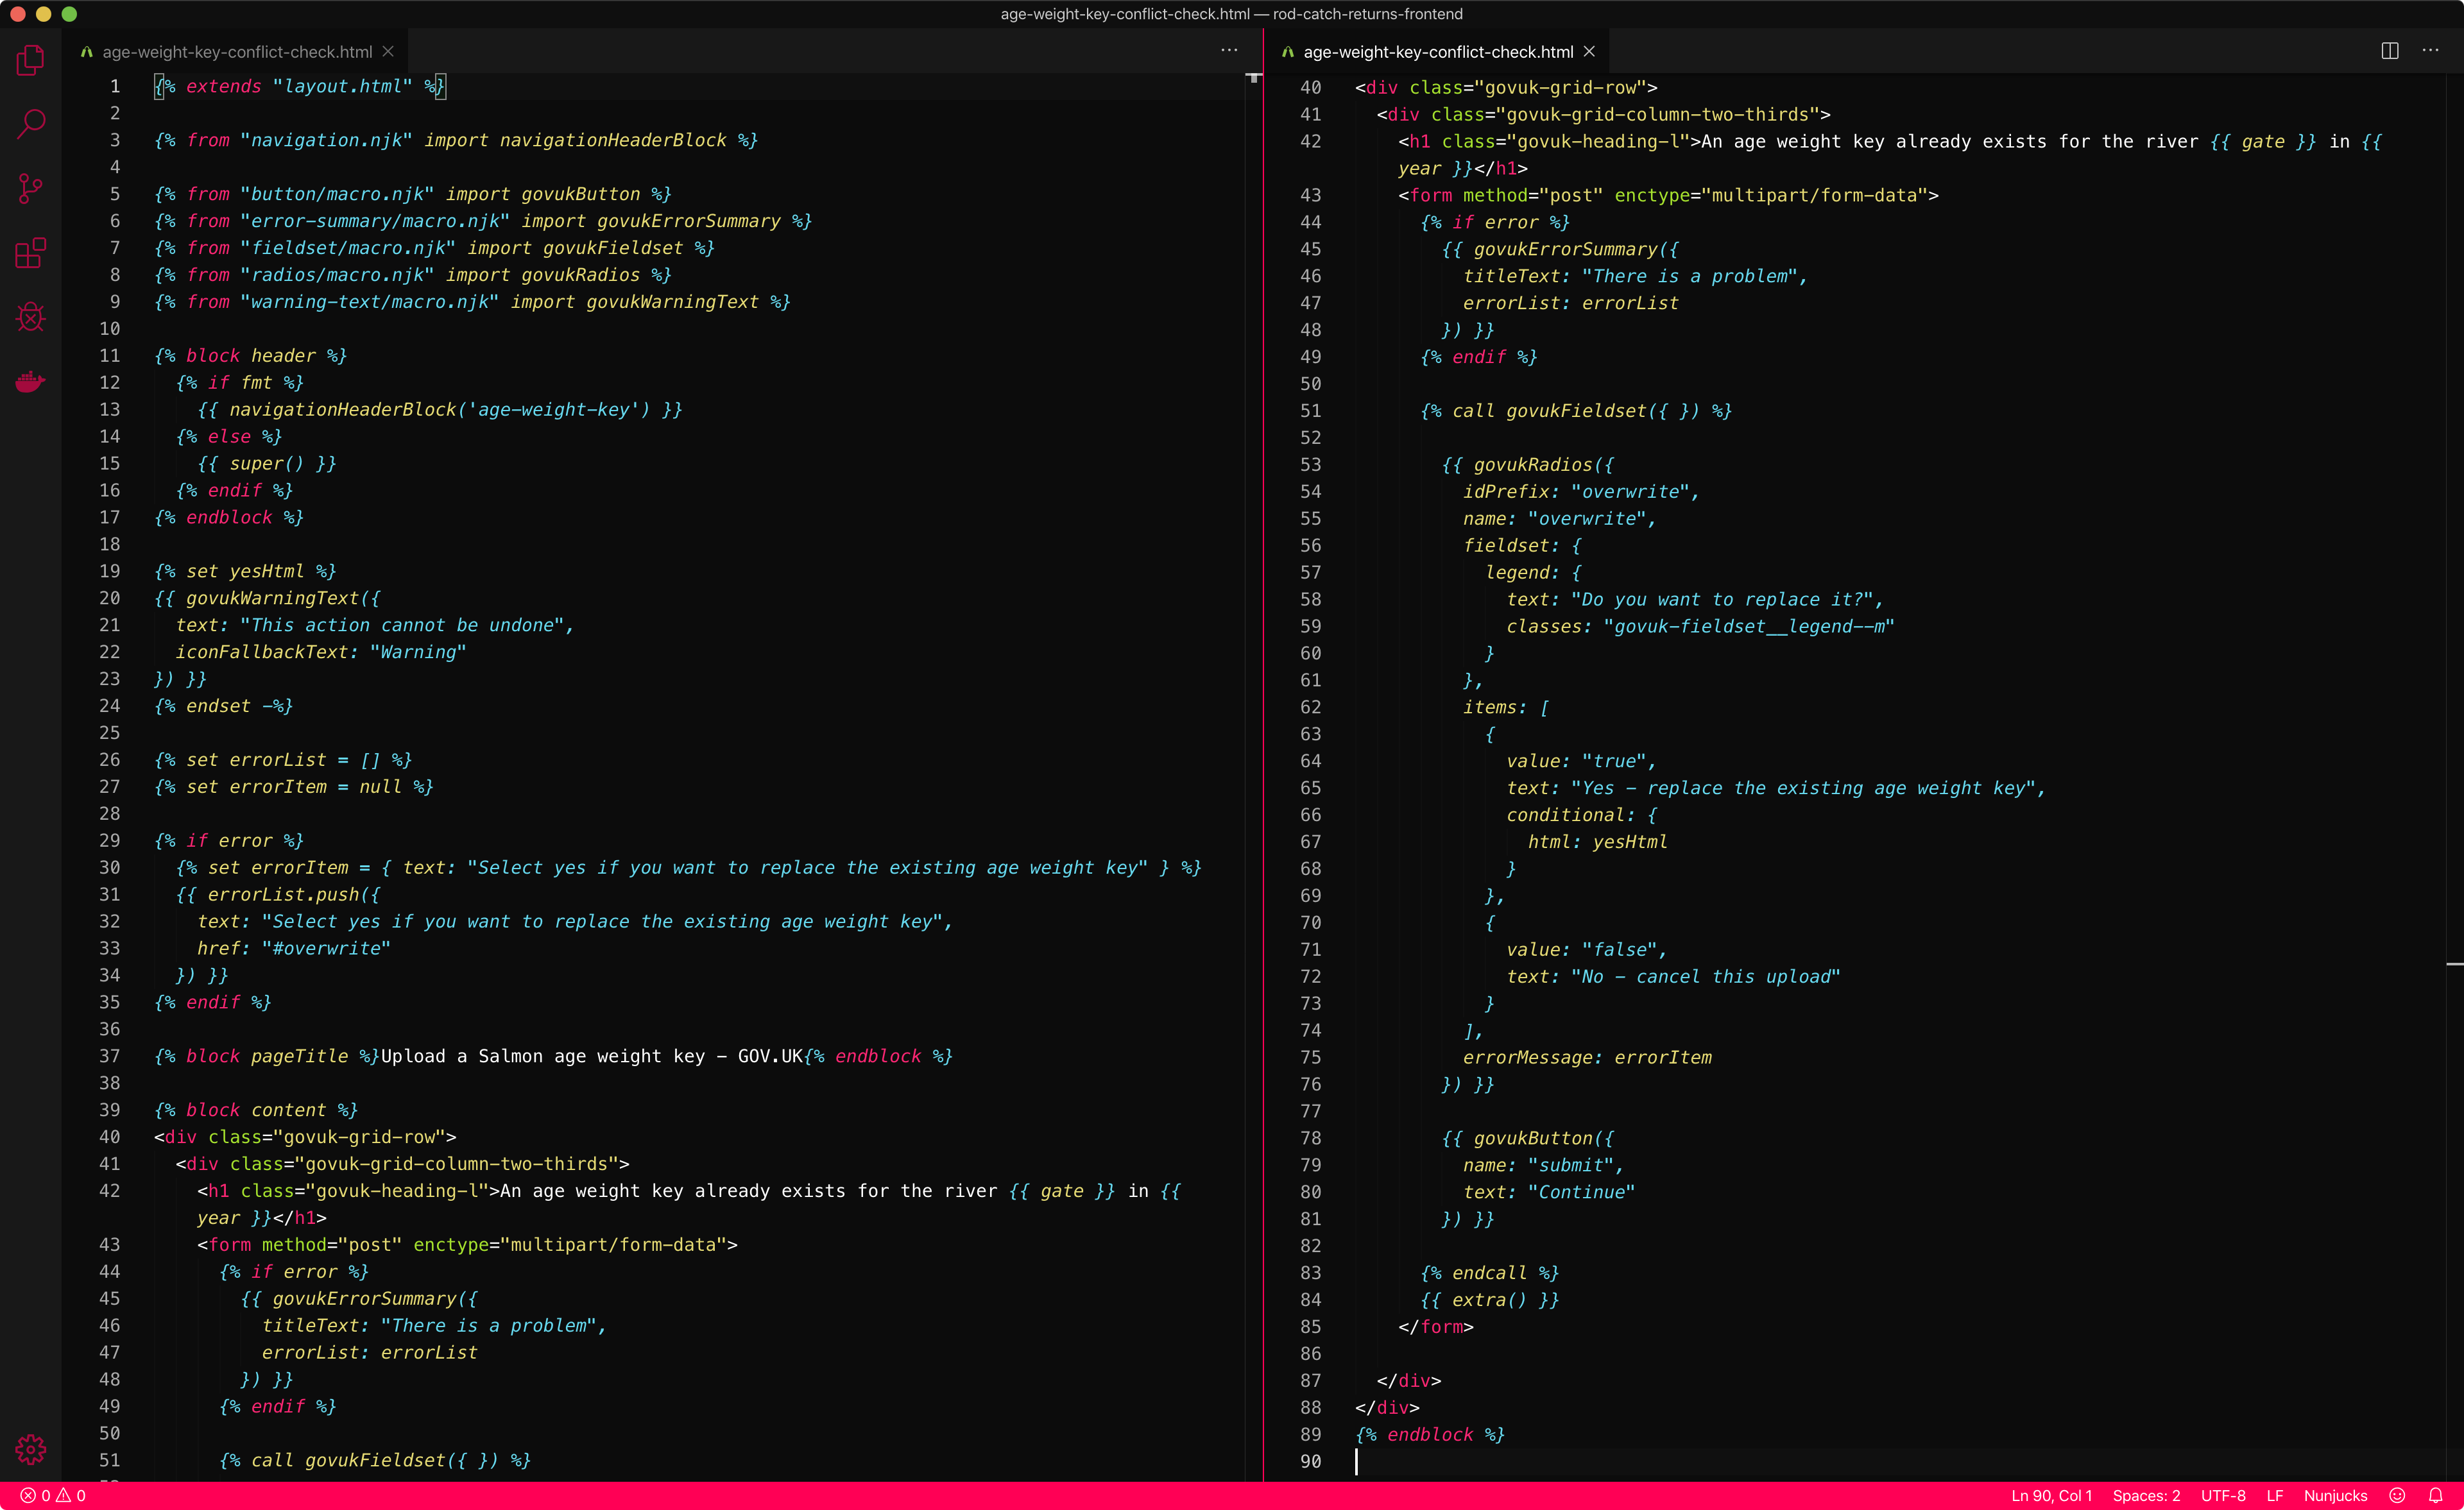 age-weight-key-conflict-check.html — rod-catch-returns-frontend
age-weight-key-conflict-check.html
1 {% extends "layout.html" %}
2
3 {% from "navigation.njk" import navigationHeaderBlock %}
4
5 {% from "button/macro.njk" import govukButton %}
6 {% from "error-summary/macro.njk" import govukErrorSummary %}
7 {% from "fieldset/macro.njk" import govukFieldset %}
8 {% from "radios/macro.njk" import govukRadios %}
9 {% from "warning-text/macro.njk" import govukWarningText %}
10
11 {% block header %}
12 {% if fmt %}
13 {{ navigationHeaderBlock('age-weight-key') }}
14 {% else %}
15 {{ super() }}
16 {% endif %}
17 {% endblock %}
18
19 {% set yesHtml %}
20 {{ govukWarningText({
21 text: "This action cannot be undone",
22 iconFallbackText: "Warning"
23 }) }}
24 {% endset -%}
25
26 {% set errorList = [] %}
27 {% set errorItem = null %}
28
29 {% if error %}
30 {% set errorItem = { text: "Select yes if you want to replace the existing age weight key" } %}
31 {{ errorList.push({
32 text: "Select yes if you want to replace the existing age weight key",
33 href: "#overwrite"
34 }) }}
35 {% endif %}
36
37 {% block pageTitle %}Upload a Salmon age weight key - GOV.UK{% endblock %}
38
39 {% block content %}
40 <div class="govuk-grid-row">
41 <div class="govuk-grid-column-two-thirds">
42 <h1 class="govuk-heading-l">An age weight key already exists for the river {{ gate }} in {{
year }}</h1>
43 <form method="post" enctype="multipart/form-data">
44 {% if error %}
45 {{ govukErrorSummary({
46 titleText: "There is a problem",
47 errorList: errorList
48 }) }}
49 {% endif %}
50
51 {% call govukFieldset({ }) %}
age-weight-key-conflict-check.html
40 <div class="govuk-grid-row">
41 <div class="govuk-grid-column-two-thirds">
42 <h1 class="govuk-heading-l">An age weight key already exists for the river {{ gate }} in {{
year }}</h1>
43 <form method="post" enctype="multipart/form-data">
44 {% if error %}
45 {{ govukErrorSummary({
46 titleText: "There is a problem",
47 errorList: errorList
48 }) }}
49 {% endif %}
50
51 {% call govukFieldset({ }) %}
52
53 {{ govukRadios({
54 idPrefix: "overwrite",
55 name: "overwrite",
56 fieldset: {
57 legend: {
58 text: "Do you want to replace it?",
59 classes: "govuk-fieldset__legend--m"
60 }
61 },
62 items: [
63 {
64 value: "true",
65 text: "Yes - replace the existing age weight key",
66 conditional: {
67 html: yesHtml
68 }
69 },
70 {
71 value: "false",
72 text: "No - cancel this upload"
73 }
74 ],
75 errorMessage: errorItem
76 }) }}
77
78 {{ govukButton({
79 name: "submit",
80 text: "Continue"
81 }) }}
82
83 {% endcall %}
84 {{ extra() }}
85 </form>
86
87 </div>
88 </div>
89 {% endblock %}
90
0 0
Ln 90, Col 1 Spaces: 2 UTF-8 LF Nunjucks